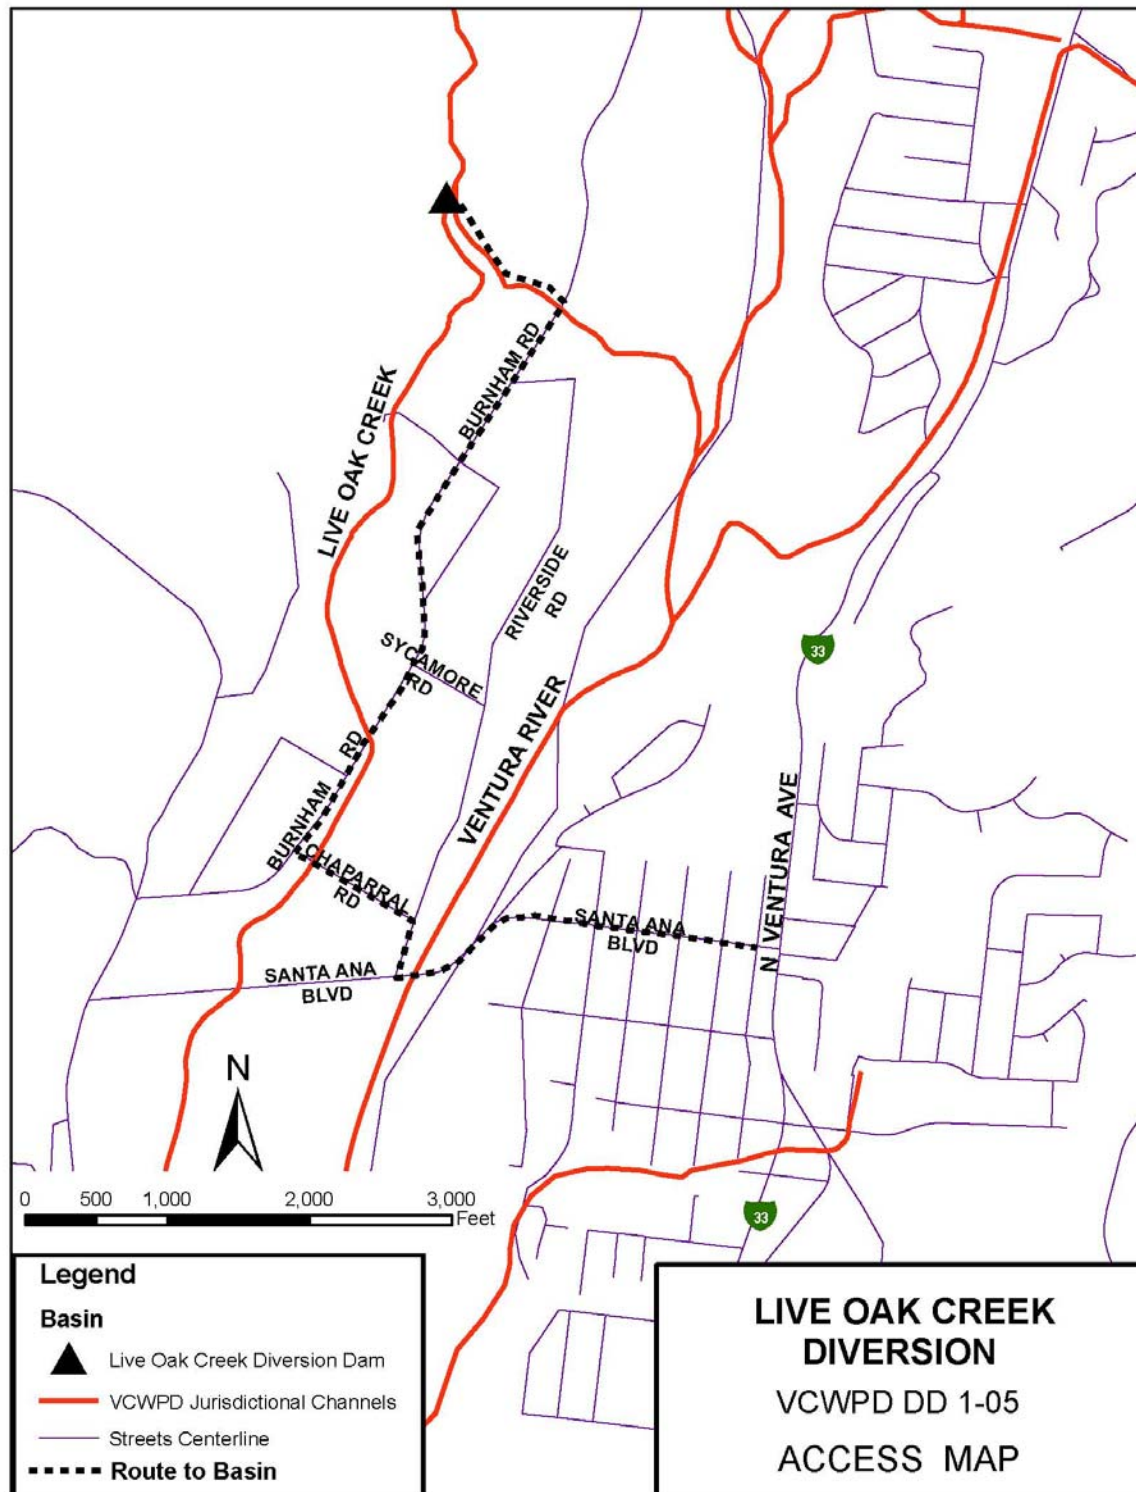 BURNHAM RD
LIVE OAK CREEK
RIVERSIDE
RD
33
SYCAMORE
RD
VENTURA RIVER
BURNHAM RD
N VENTURA AVE
CHAPARRAL
RD
SANTA ANA
BLVD
SANTA ANA
BLVD
N
0 500 1,000 2,000 3,000
Feet
33
Legend
Basin
Live Oak Creek Diversion Dam
VCWPD Jurisdictional Channels
Streets Centerline
Route to Basin
LIVE OAK CREEK
DIVERSION
VCWPD DD 1-05
ACCESS MAP